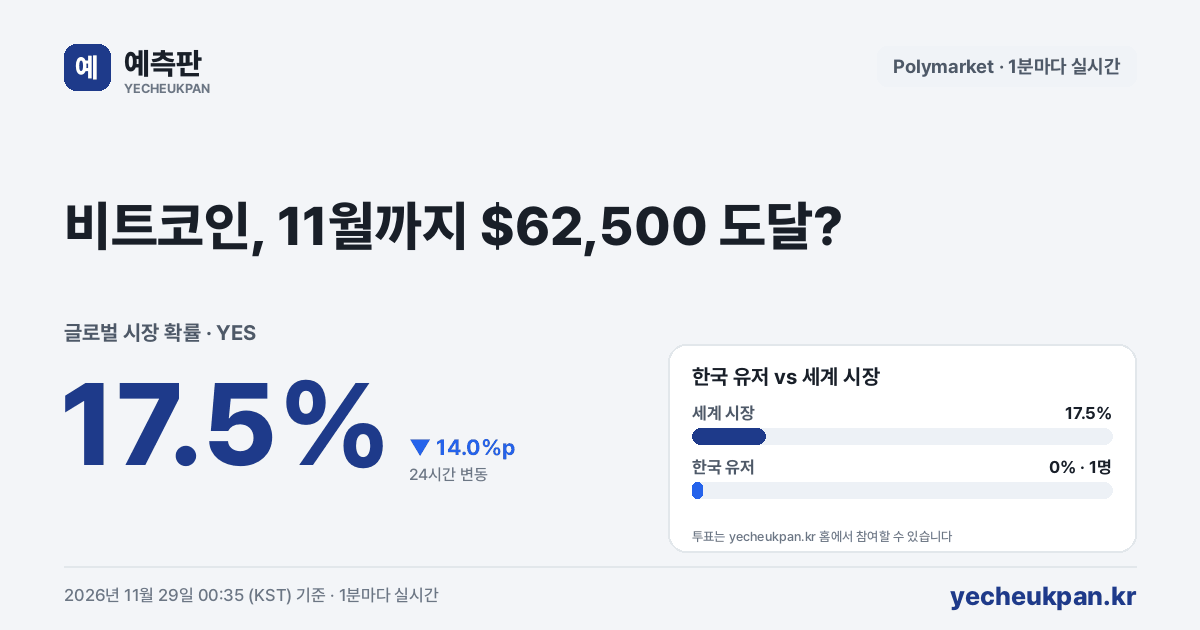 예
예측판
YECHEUKPAN
Polymarket · 1분마다 실시간
비트코인, 11월까지 $62,500 도달?
글로벌 시장 확률 · YES
17.5%
▼ 14.0%p
24시간 변동
한국 유저 vs 세계 시장
세계 시장 17.5%
한국 유저 0% · 1명
투표는 yecheukpan.kr 홈에서 참여할 수 있습니다
2026년 11월 29일 00:35 (KST) 기준 · 1분마다 실시간
yecheukpan.kr